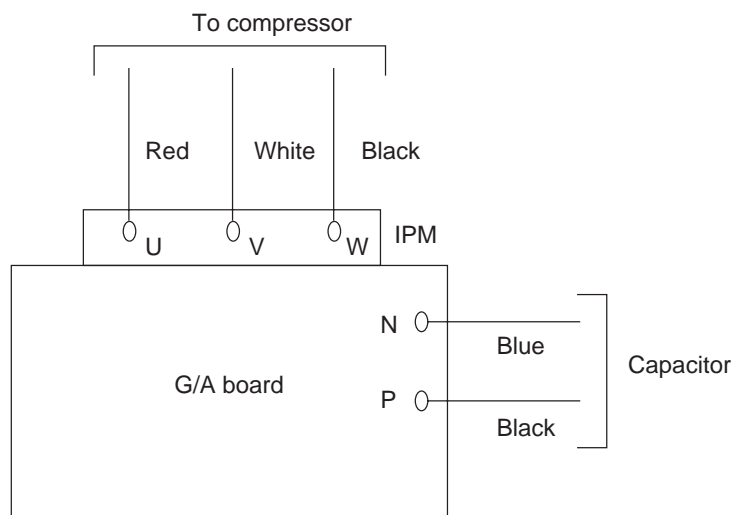 To compressor
Red White Black
U V W IPM
N
Blue
G/A board
Capacitor
P
Black